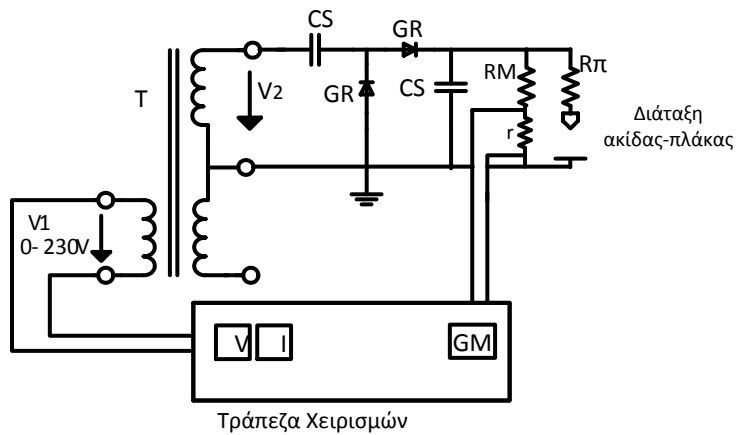 CS
GR
T
V2
GR
CS
RM
Rπ
r
Διάταξη
ακίδας-πλάκας
V1
0- 230V
V
I
GM
Τράπεζα Χειρισμών